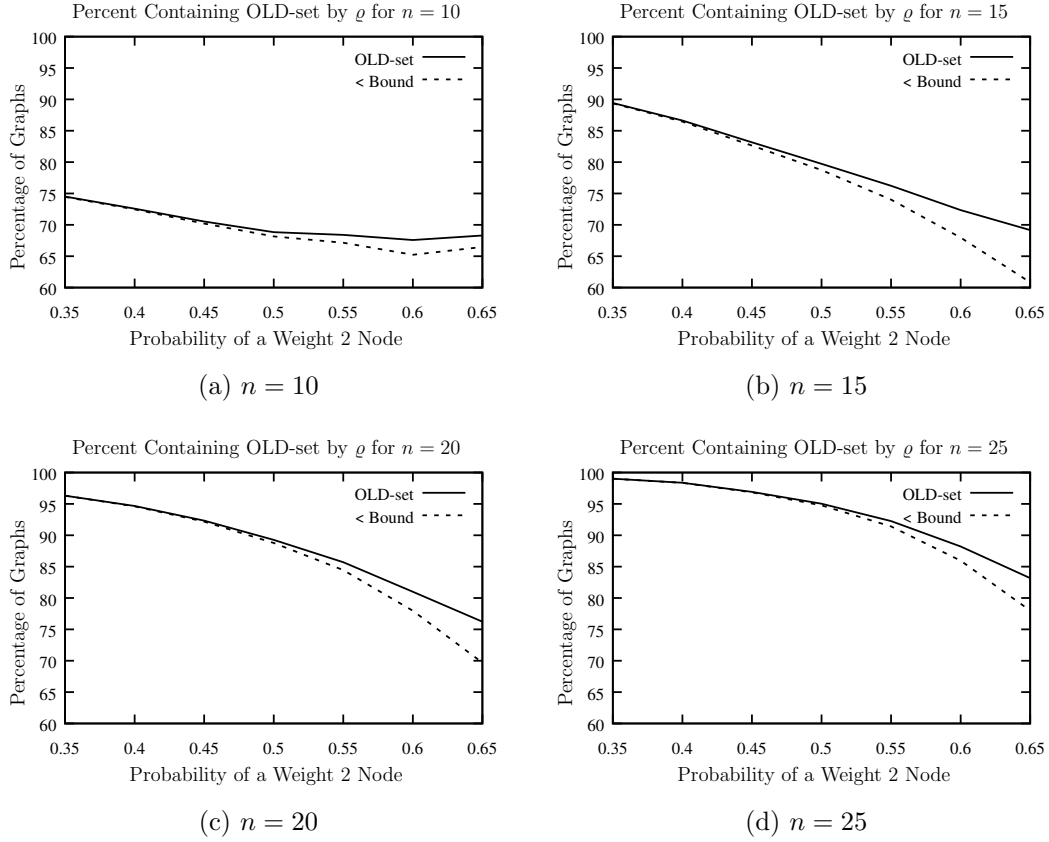 Percent Containing OLD-set by ϱ for n = 10
100
95
90
85
80
75
70
65
60
0.35 0.4 0.45 0.5 0.55 0.6 0.65
Percentage of Graphs
Probability of a Weight 2 Node
OLD-set
< Bound
(a) n = 10
Percent Containing OLD-set by ϱ for n = 15
100
95
90
85
80
75
70
65
60
0.35 0.4 0.45 0.5 0.55 0.6 0.65
Percentage of Graphs
Probability of a Weight 2 Node
OLD-set
< Bound
(b) n = 15
Percent Containing OLD-set by ϱ for n = 20
100
95
90
85
80
75
70
65
60
0.35 0.4 0.45 0.5 0.55 0.6 0.65
Percentage of Graphs
Probability of a Weight 2 Node
OLD-set
< Bound
(c) n = 20
Percent Containing OLD-set by ϱ for n = 25
100
95
90
85
80
75
70
65
60
0.35 0.4 0.45 0.5 0.55 0.6 0.65
Percentage of Graphs
Probability of a Weight 2 Node
OLD-set
< Bound
(d) n = 25